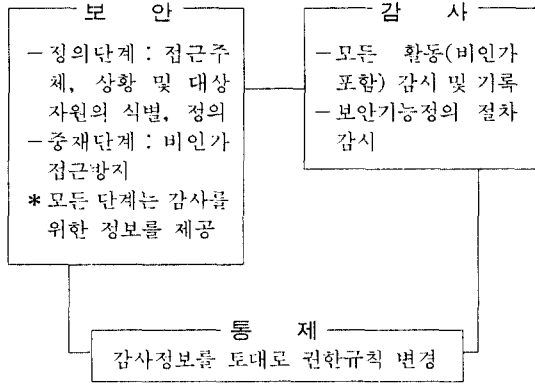 보 안
- 정의단계 : 접근주
체, 상황 및 대상
자원의 식별, 정의
- 중재단계 : 비인가
접근방지
* 모든 단계는 감사를
위한 정보를 제공
감 사
- 모든 활동(비인가
포함) 감시 및 기록
- 보안기능정의 절차
감시
통 제
감사정보를 토대로 권한규칙 변경